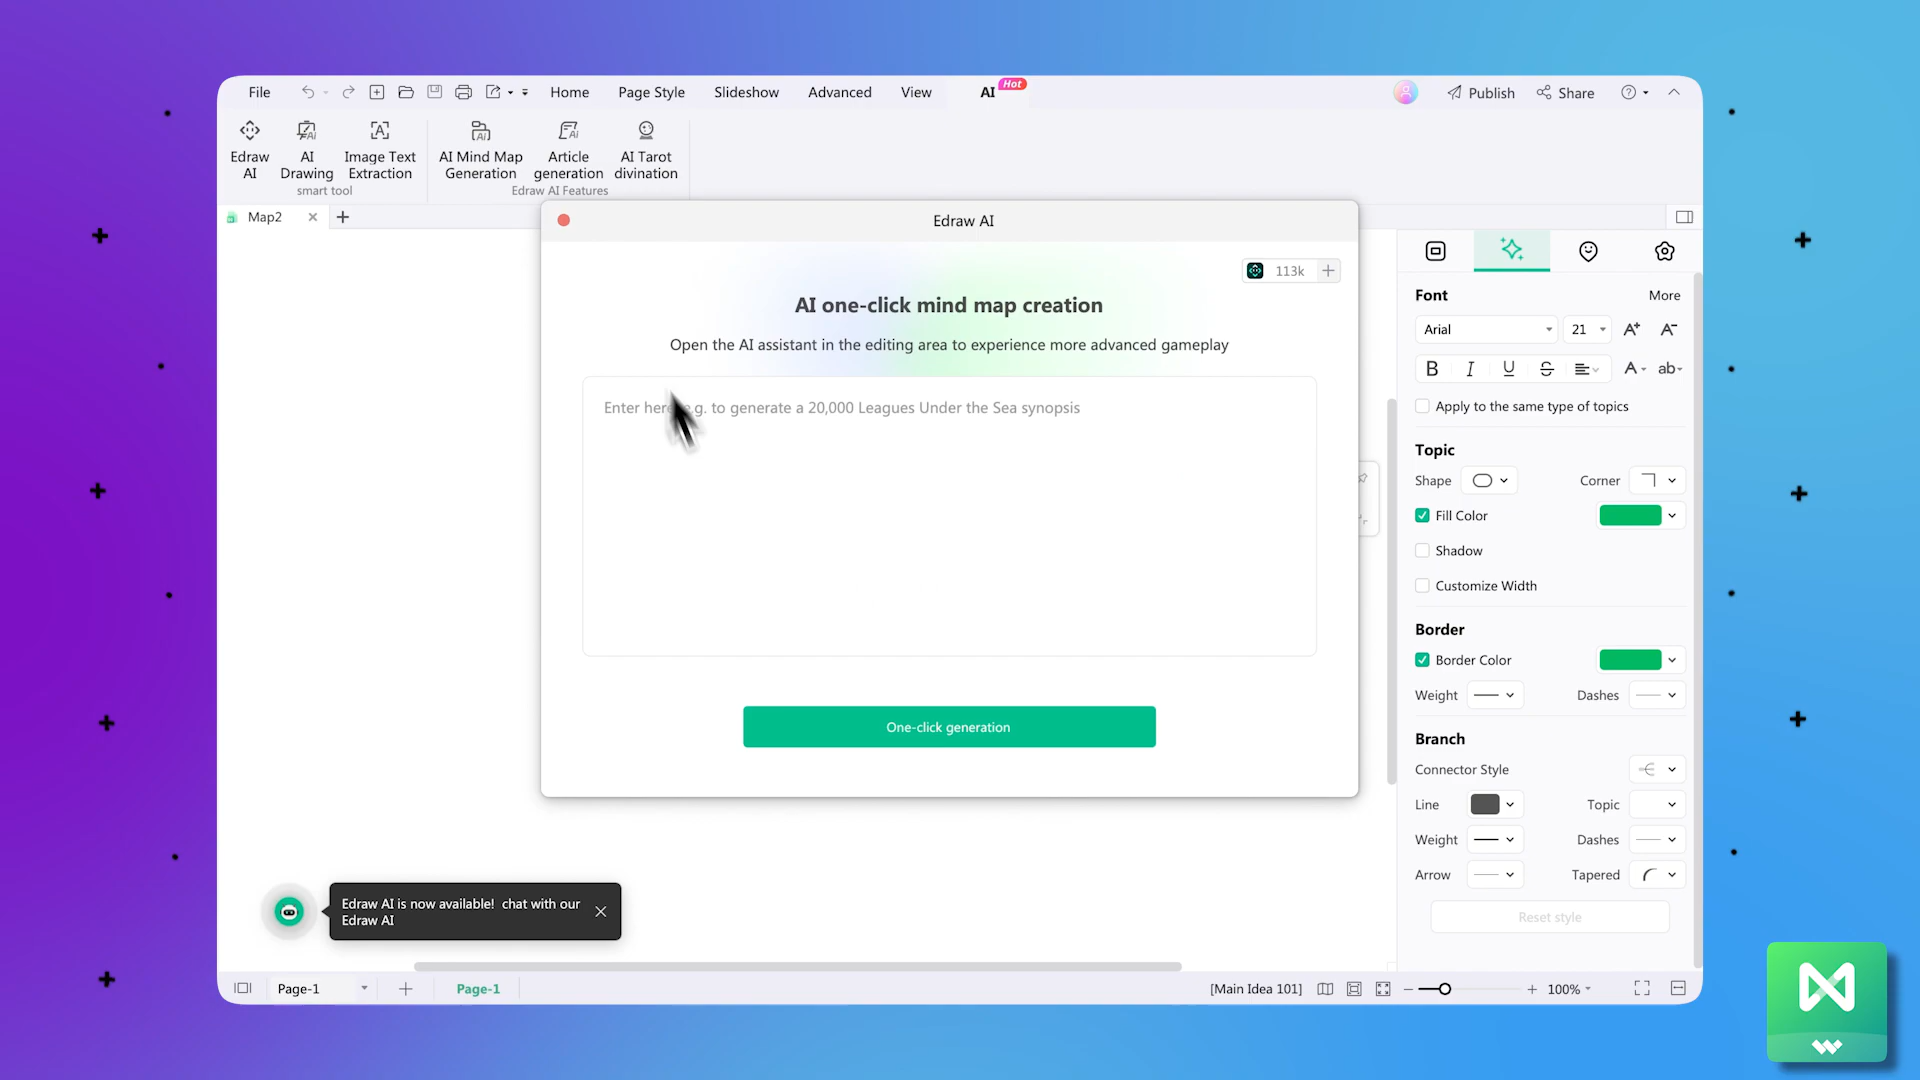 File
Home
Page Style
Slideshow
Advanced
View
AI
Hot
Publish
Share
Edraw
AI
AI
Drawing
Image Text
Extraction
smart tool
AI Mind Map
Generation
Article
generation
AI Tarot
divination
Edraw AI Features
Map2
Edraw AI
113k
AI one-click mind map creation
Open the AI assistant in the editing area to experience more advanced gameplay
Enter here e.g. to generate a 20,000 Leagues Under the Sea synopsis
One-click generation
Edraw AI is now available! chat with our
Edraw AI
Font
More
Arial
21
A+
A-
B
I
U
S
A
ab
Apply to the same type of topics
Topic
Shape
Corner
Fill Color
Shadow
Customize Width
Border
Border Color
Weight
Dashes
Branch
Connector Style
Line
Topic
Weight
Dashes
Arrow
Tapered
Reset style
Page-1
Page-1
[Main Idea 101]
100%